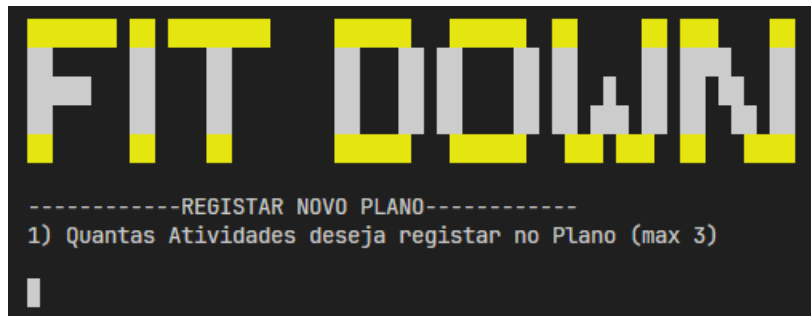 FIT DOWN
------------REGISTAR NOVO PLANO------------
1) Quantas Atividades deseja registar no Plano (max 3)